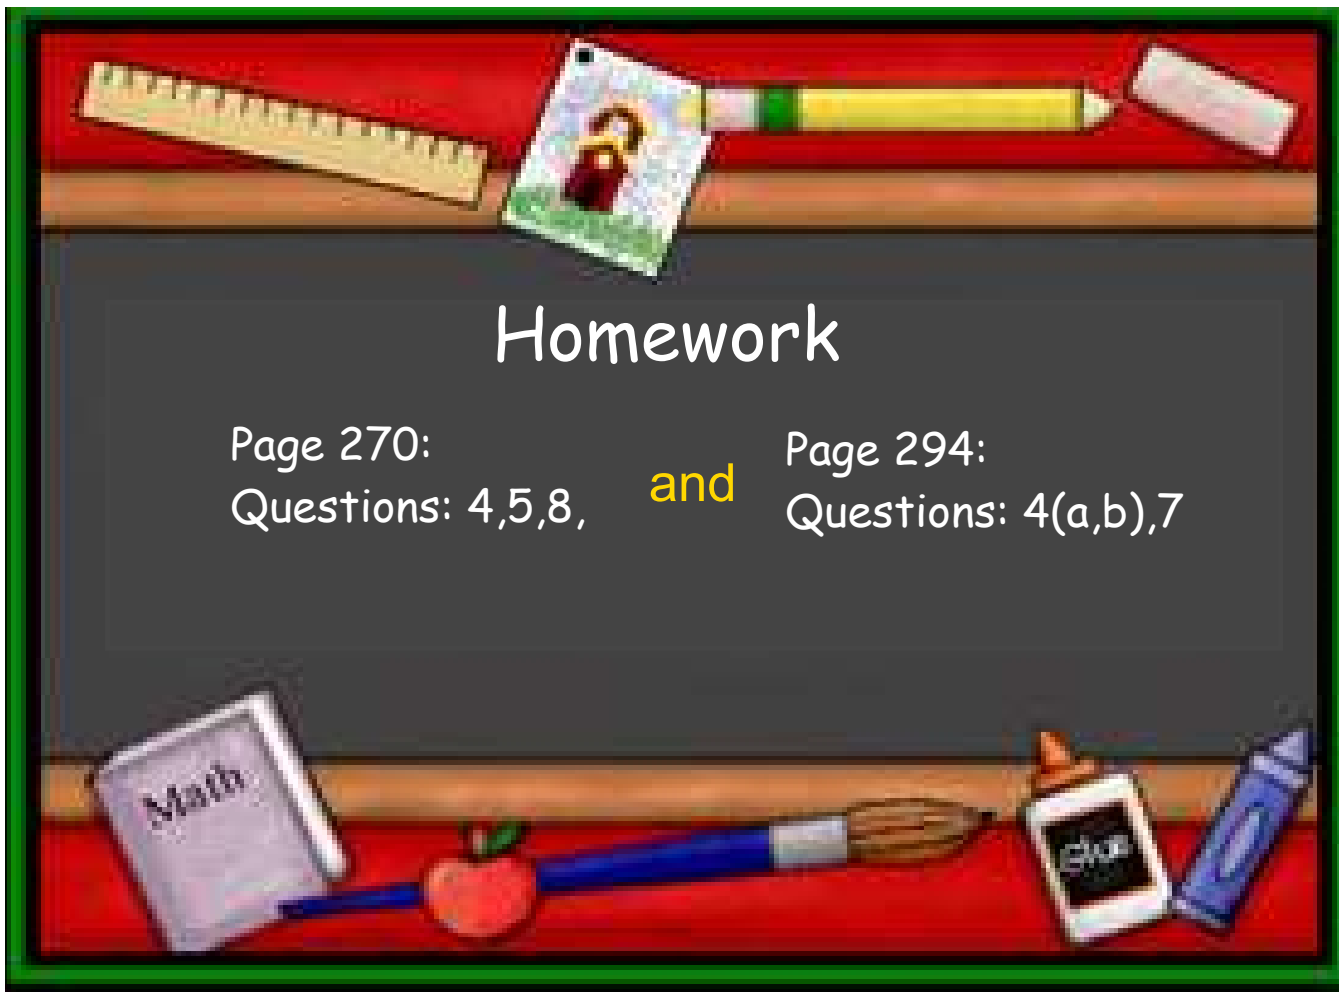 Homework
Page 270:
Questions: 4,5,8,
and
Page 294:
Questions: 4(a,b),7
Math
Glue